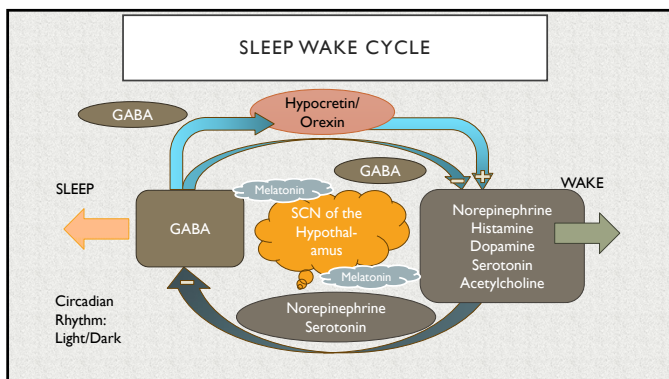 SLEEP WAKE CYCLE
GABA
Hypocretin/
Orexin
GABA
SLEEP
WAKE
Melatonin
GABA
SCN of the
Hypothal-
amus
Norepinephrine
Histamine
Dopamine
Serotonin
Acetylcholine
Melatonin
Norepinephrine
Serotonin
Circadian
Rhythm:
Light/Dark
–
+
–